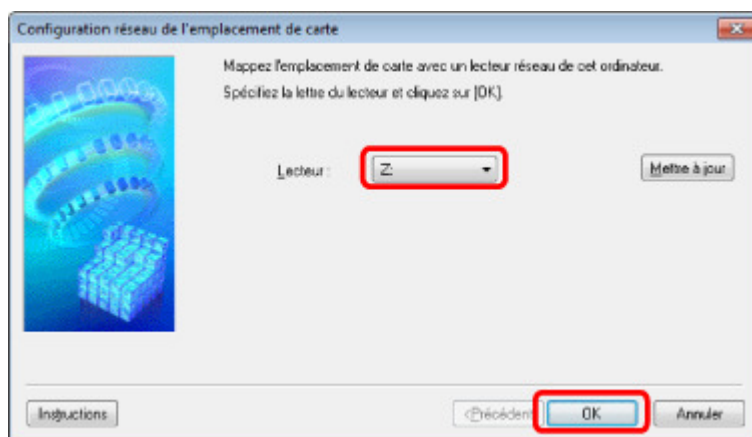 Configuration réseau de l'emplacement de carte
Mappez l'emplacement de carte avec un lecteur réseau de cet ordinateur.
Spécifiez la lettre du lecteur et cliquez sur [OK].
Lecteur : Z: Mettre à jour
Instructions <Précédent OK Annuler